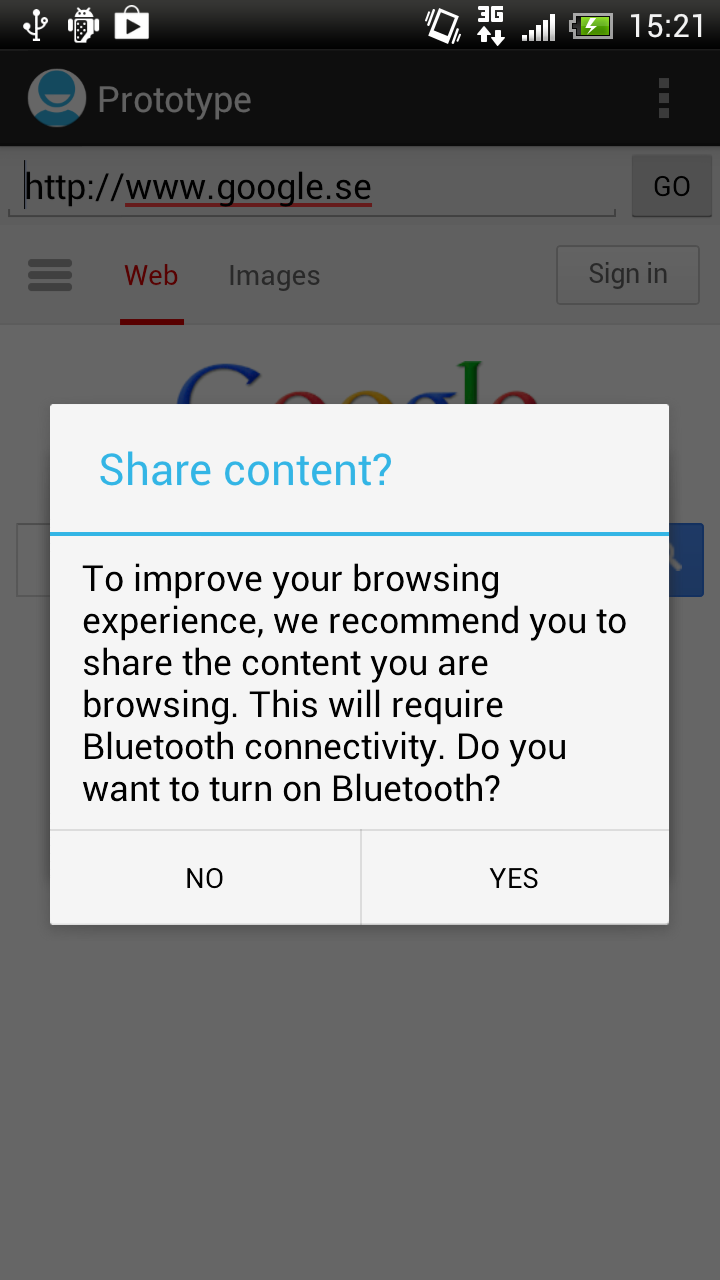 3G 15:21
Prototype
http://www.google.se GO
Web Images Sign in
Google
Share content?
To improve your browsing
experience, we recommend you to
share the content you are
browsing. This will require
Bluetooth connectivity. Do you
want to turn on Bluetooth?
NO YES